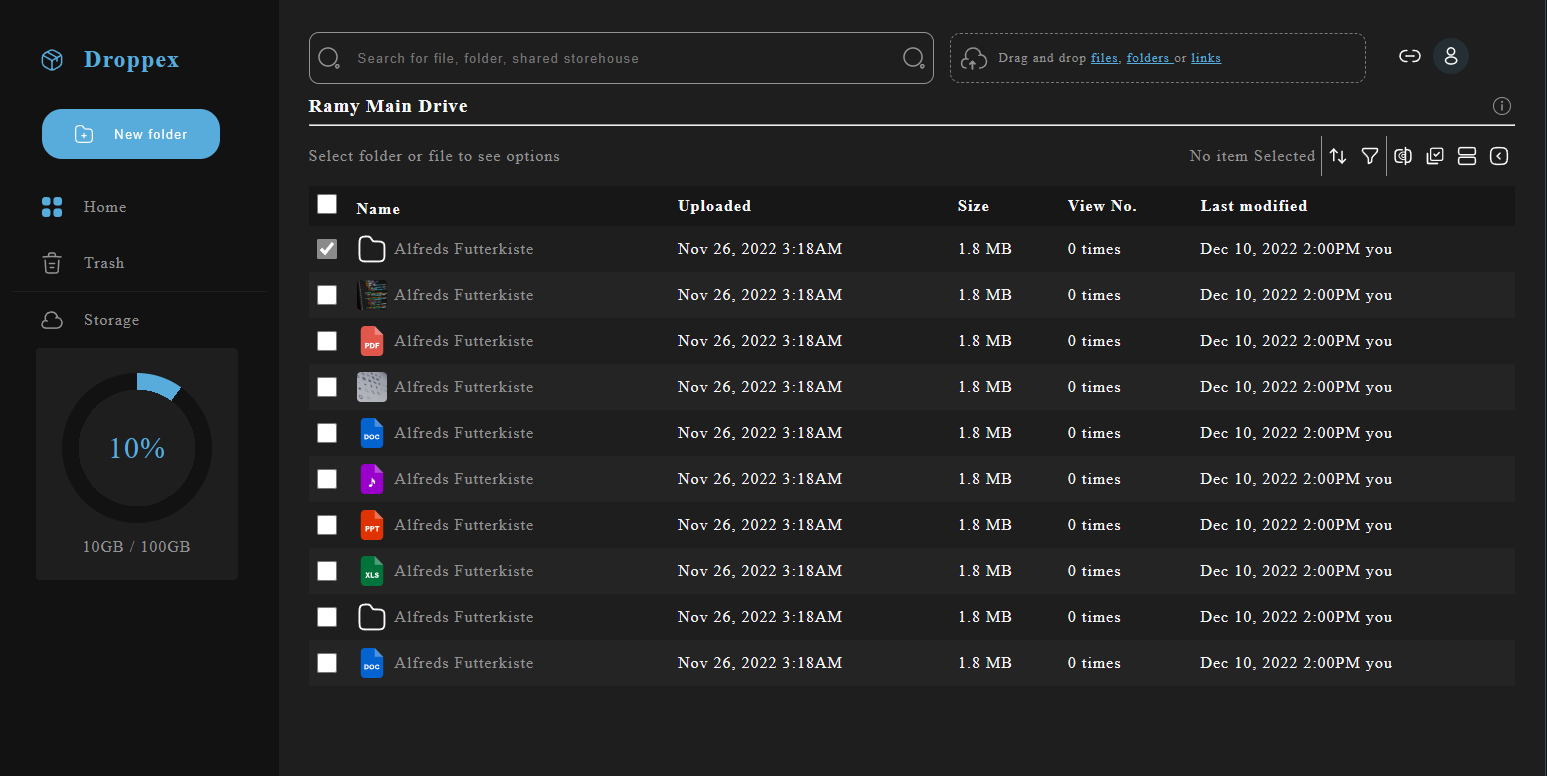 Droppex
New folder
Home
Trash
Storage
10%
10GB / 100GB
Search for file, folder, shared storehouse
Drag and drop files, folders or links
Ramy Main Drive
Select folder or file to see options
No item Selected
Name Uploaded Size View No. Last modified
Alfreds Futterkiste Nov 26, 2022 3:18AM 1.8 MB 0 times Dec 10, 2022 2:00PM you
Alfreds Futterkiste Nov 26, 2022 3:18AM 1.8 MB 0 times Dec 10, 2022 2:00PM you
PDF Alfreds Futterkiste Nov 26, 2022 3:18AM 1.8 MB 0 times Dec 10, 2022 2:00PM you
Alfreds Futterkiste Nov 26, 2022 3:18AM 1.8 MB 0 times Dec 10, 2022 2:00PM you
DOC Alfreds Futterkiste Nov 26, 2022 3:18AM 1.8 MB 0 times Dec 10, 2022 2:00PM you
Alfreds Futterkiste Nov 26, 2022 3:18AM 1.8 MB 0 times Dec 10, 2022 2:00PM you
PPT Alfreds Futterkiste Nov 26, 2022 3:18AM 1.8 MB 0 times Dec 10, 2022 2:00PM you
XLS Alfreds Futterkiste Nov 26, 2022 3:18AM 1.8 MB 0 times Dec 10, 2022 2:00PM you
Alfreds Futterkiste Nov 26, 2022 3:18AM 1.8 MB 0 times Dec 10, 2022 2:00PM you
DOC Alfreds Futterkiste Nov 26, 2022 3:18AM 1.8 MB 0 times Dec 10, 2022 2:00PM you